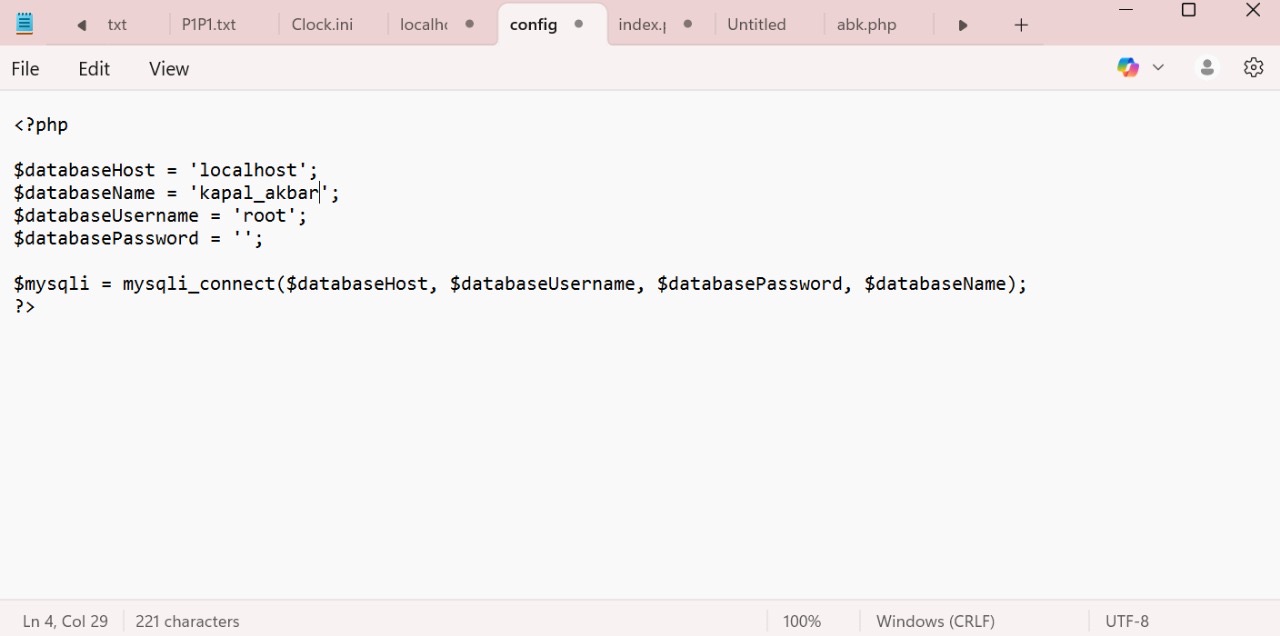 txt P1P1.txt Clock.ini localhc config index.p Untitled abk.php
File Edit View
<?php
$databaseHost = 'localhost';
$databaseName = 'kapal_akbar';
$databaseUsername = 'root';
$databasePassword = '';
$mysqli = mysqli_connect($databaseHost, $databaseUsername, $databasePassword, $databaseName);
?>
Ln 4, Col 29 221 characters 100% Windows (CRLF) UTF-8